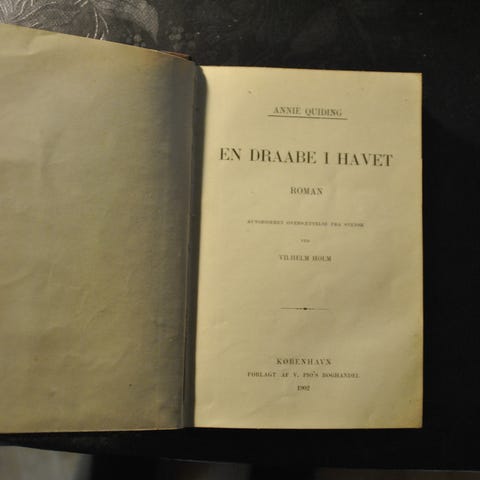 ANNIE QUIDING
EN DRAABE I HAVET
ROMAN
AUTORISERET OVERSÆTTELSE FRA SVENSK
VED
VILHELM HOLM
KØBENHAVN
FORLAGT AF V. PIO'S BOGHANDEL
1902